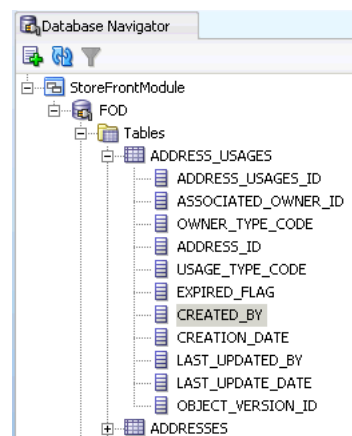 Database Navigator
StoreFrontModule
FOD
Tables
ADDRESS_USAGES
ADDRESS_USAGES_ID
ASSOCIATED_OWNER_ID
OWNER_TYPE_CODE
ADDRESS_ID
USAGE_TYPE_CODE
EXPIRED_FLAG
CREATED_BY
CREATION_DATE
LAST_UPDATED_BY
LAST_UPDATE_DATE
OBJECT_VERSION_ID
ADDRESSES